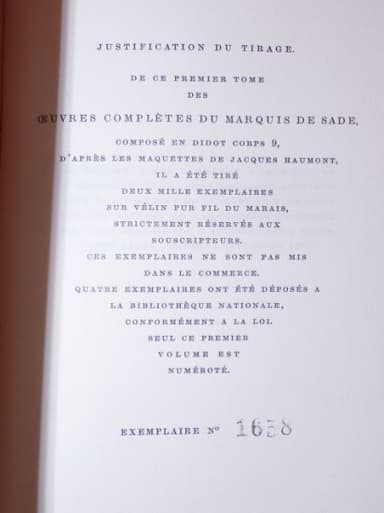 JUSTIFICATION DU TIRAGE.
DE CE PREMIER TOME
DES
ŒUVRES COMPLÈTES DU MARQUIS DE SADE,
COMPOSÉ EN DIDOT CORPS 9,
D'APRÈS LES MAQUETTES DE JACQUES HAUMONT,
IL A ÉTÉ TIRÉ
DEUX MILLE EXEMPLAIRES
SUR VÉLIN PUR FIL DU MARAIS,
STRICTEMENT RÉSERVÉS AUX
SOUSCRIPTEURS.
CES EXEMPLAIRES NE SONT PAS MIS
DANS LE COMMERCE.
QUATRE EXEMPLAIRES ONT ÉTÉ DÉPOSÉS A
LA BIBLIOTHÈQUE NATIONALE,
CONFORMÉMENT A LA LOI.
SEUL CE PREMIER
VOLUME EST
NUMÉROTÉ.
EXEMPLAIRE Nº